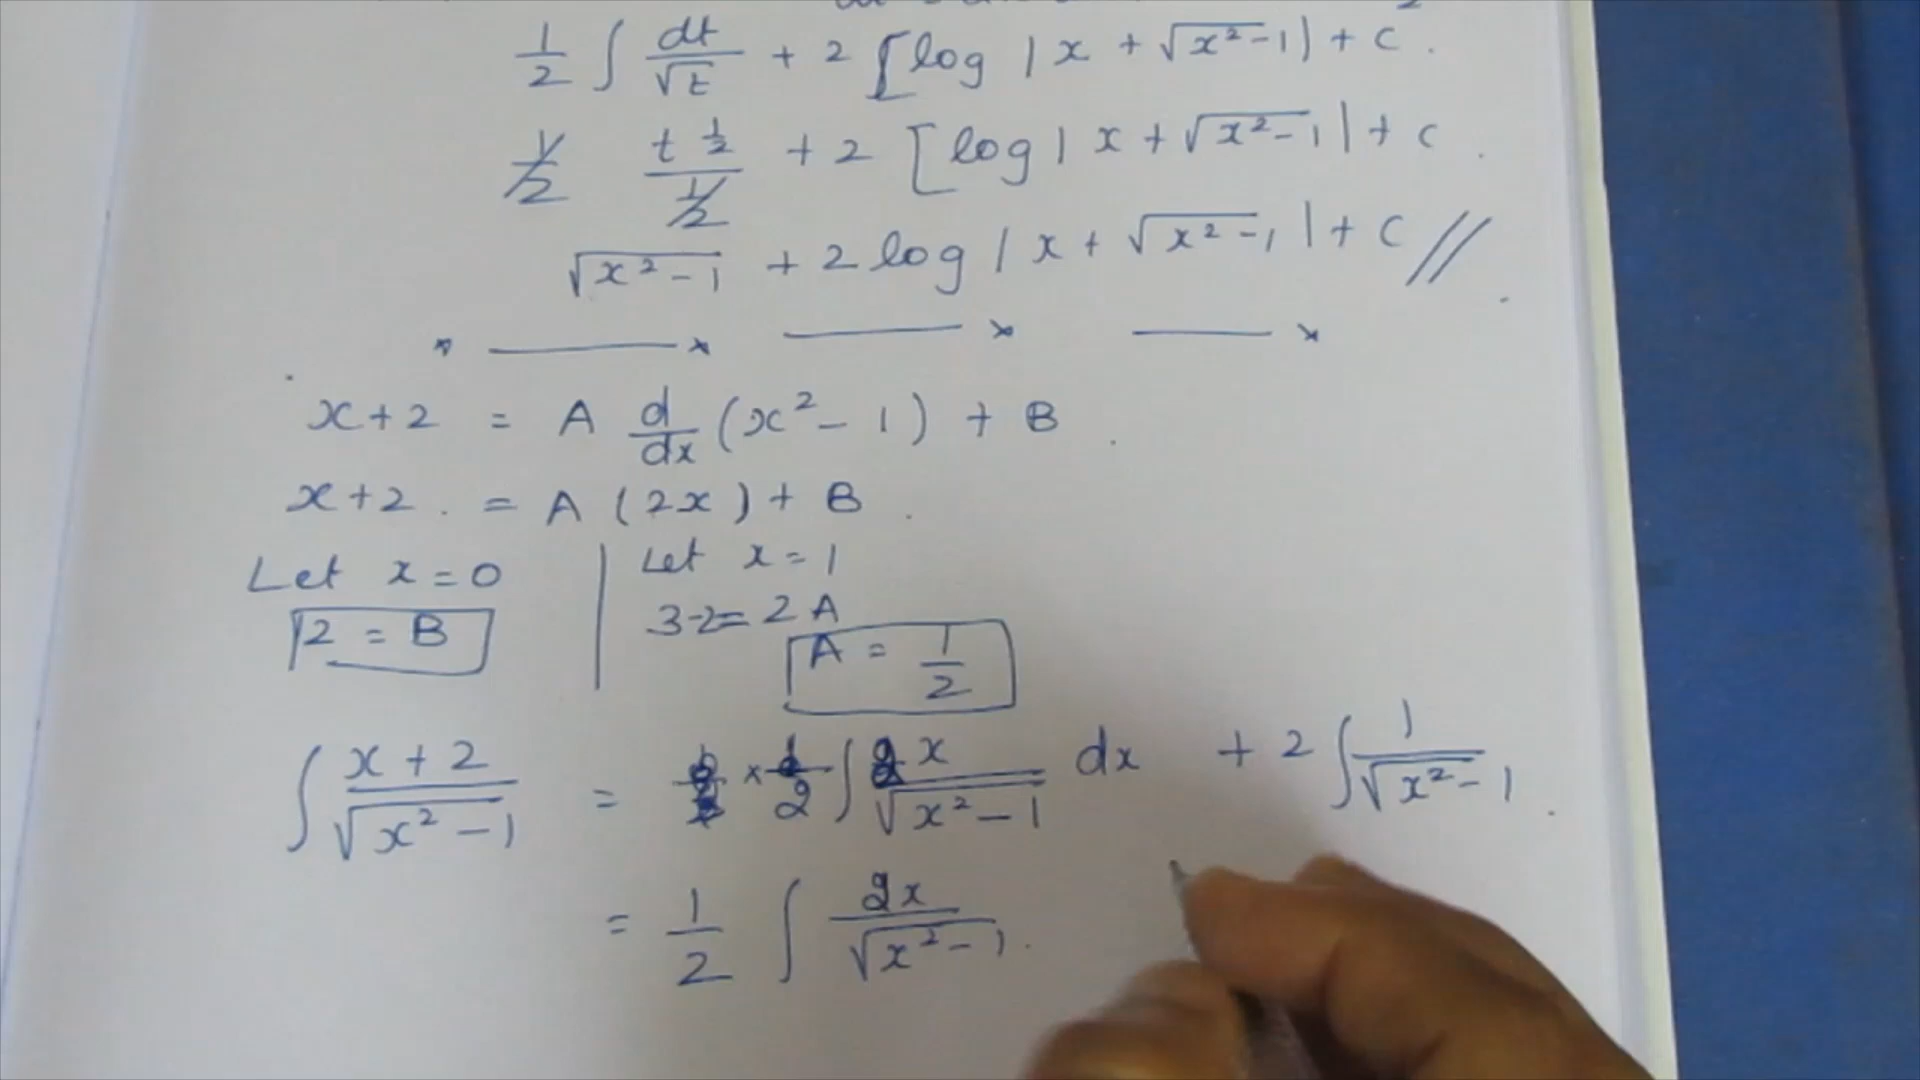 1/2 ∫ dt/√t + 2 [log |x + √x²-1| + c
1/2 t^1/2 / 1/2 + 2 [log | x + √x²-1 | + c
√x²-1 + 2 log | x + √x²-1 | + c //
x+2 = A d/dx (x² - 1) + B
x+2 = A (2x) + B
Let x = 0
2 = B
Let x = 1
3-2 = 2A
A = 1/2
∫ x+2/√x²-1 = 1/2 ∫ 2x/√x²-1 dx + 2 ∫ 1/√x²-1
= 1/2 ∫ 2x/√x²-1